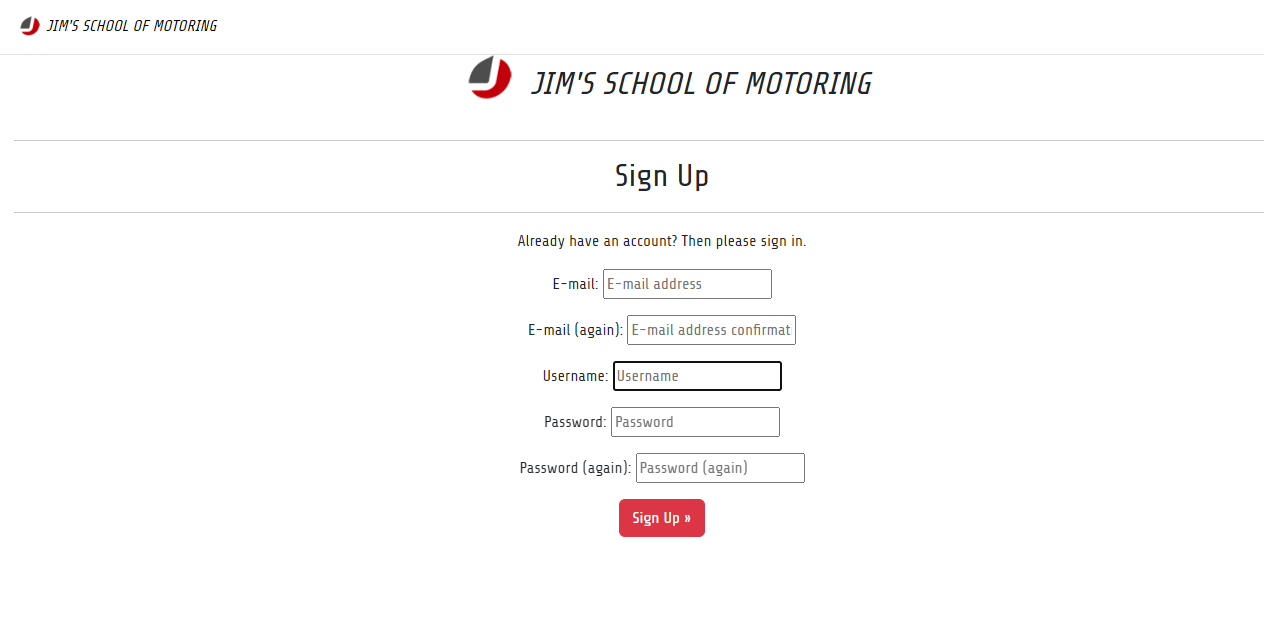 JIM'S SCHOOL OF MOTORING
JIM'S SCHOOL OF MOTORING
Sign Up
Already have an account? Then please sign in.
E-mail: E-mail address
E-mail (again): E-mail address confirmat
Username: Username
Password: Password
Password (again): Password (again)
Sign Up »